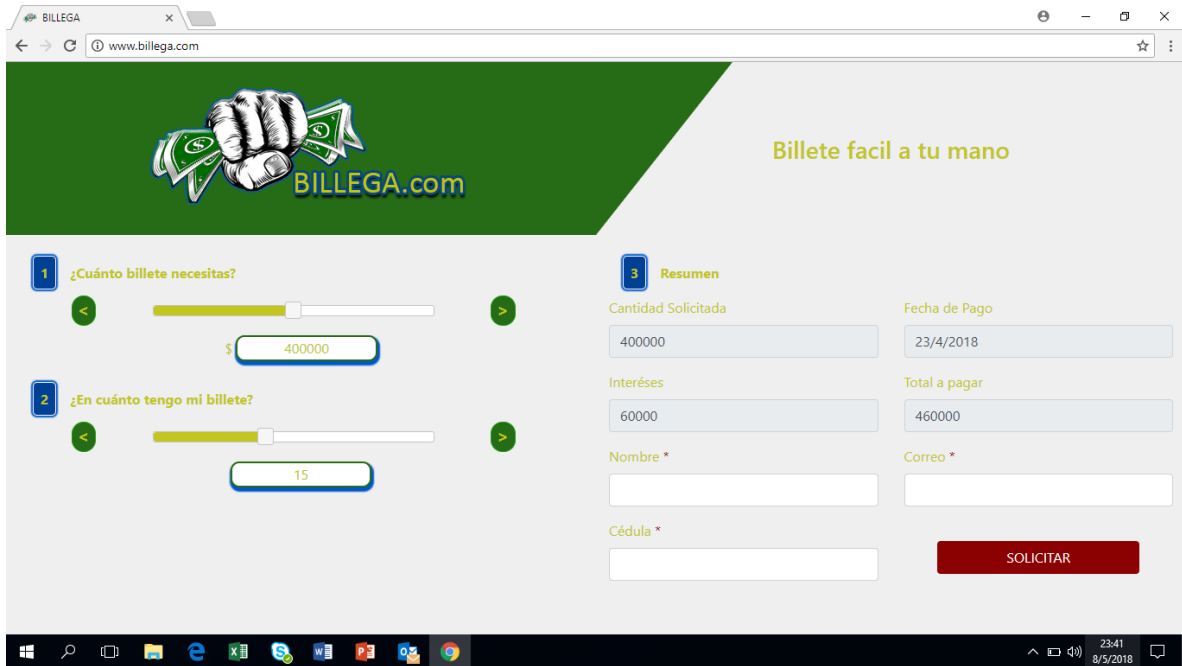 BILLEGA
www.billega.com
BILLEGA.com
Billete facil a tu mano
1 ¿Cuánto billete necesitas?
< >
$ 400000
2 ¿En cuánto tengo mi billete?
< >
15
3 Resumen
Cantidad Solicitada Fecha de Pago
400000 23/4/2018
Interéses Total a pagar
60000 460000
Nombre * Correo *
Cédula *
SOLICITAR
23:41
8/5/2018